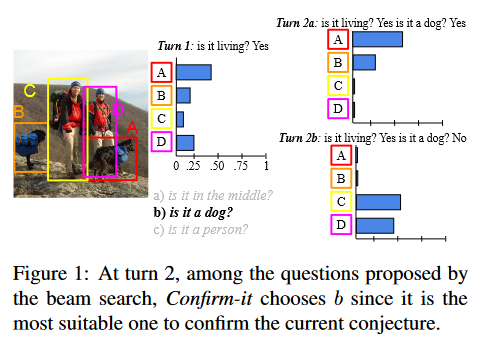 Turn 2a: is it living? Yes is it a dog? Yes
Turn 1: is it living? Yes
A
B
C
D
0 .25 .50 .75 1
A
B
C
D
Turn 2b: is it living? Yes is it a dog? No
A
B
C
D
C
B
D
A
a) is it in the middle?
b) is it a dog?
c) is it a person?
Figure 1: At turn 2, among the questions proposed by
the beam search, Confirm-it chooses b since it is the
most suitable one to confirm the current conjecture.